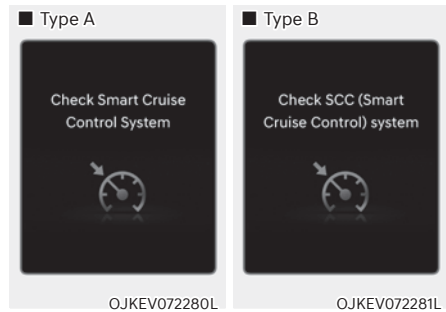 ■ Type A
Check Smart Cruise
Control System
OJKEV072280L
■ Type B
Check SCC (Smart
Cruise Control) system
OJKEV072281L